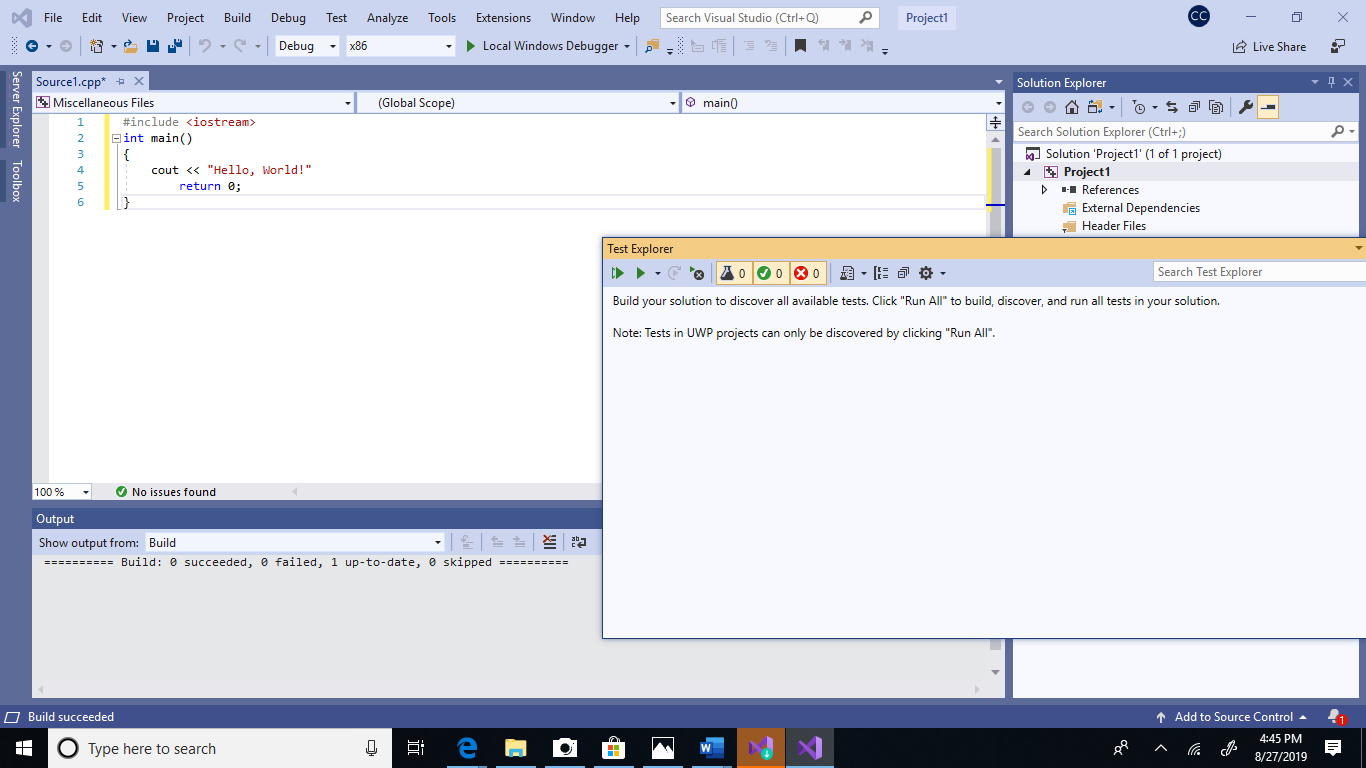 File Edit View Project Build Debug Test Analyze Tools Extensions Window Help Search Visual Studio (Ctrl+Q) Project1 CC
Debug x86 Local Windows Debugger Live Share
Server Explorer
Toolbox
Source1.cpp*
Miscellaneous Files (Global Scope) main()
1 #include <iostream>
2 int main()
3 {
4 cout << "Hello, World!"
5 return 0;
6 }
100 % No issues found
Solution Explorer
Search Solution Explorer (Ctrl+;)
Solution 'Project1' (1 of 1 project)
Project1
References
External Dependencies
Header Files
Test Explorer
0 0 0 Search Test Explorer
Build your solution to discover all available tests. Click "Run All" to build, discover, and run all tests in your solution.
Note: Tests in UWP projects can only be discovered by clicking "Run All".
Output
Show output from: Build
========== Build: 0 succeeded, 0 failed, 1 up-to-date, 0 skipped ==========
Build succeeded Add to Source Control 1
Type here to search
4:45 PM
8/27/2019